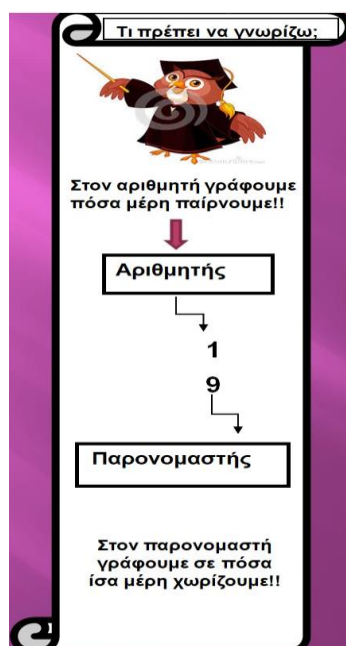 Τι πρέπει να γνωρίζω;
Στον αριθμητή γράφουμε
πόσα μέρη παίρνουμε!!
Αριθμητής
1
9
Παρονομαστής
Στον παρονομαστή
γράφουμε σε πόσα
ίσα μέρη χωρίζουμε!!